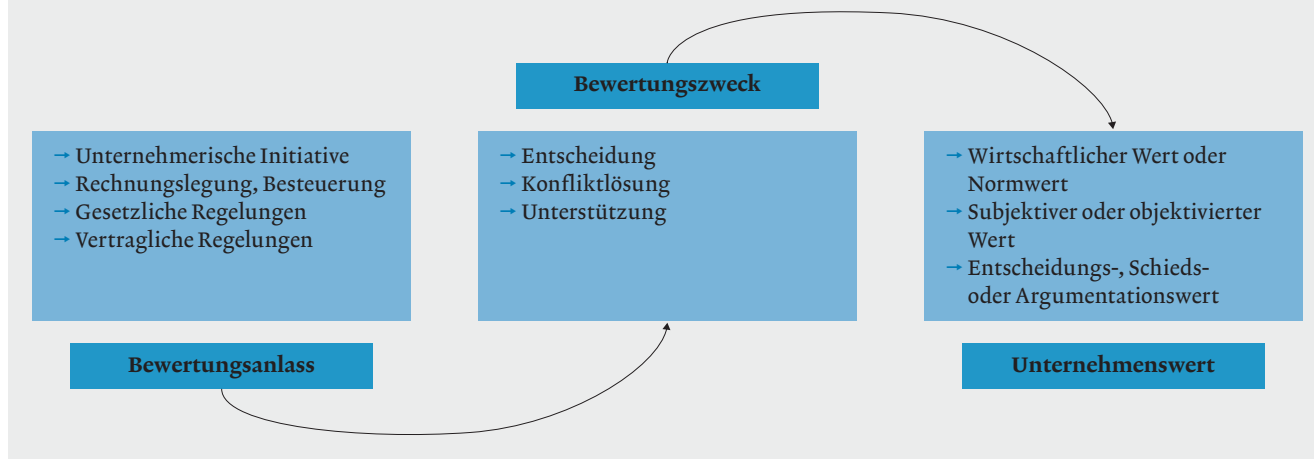 Bewertungszweck
→ Unternehmerische Initiative
→ Rechnungslegung, Besteuerung
→ Gesetzliche Regelungen
→ Vertragliche Regelungen
→ Entscheidung
→ Konfliktlösung
→ Unterstützung
→ Wirtschaftlicher Wert oder
Normwert
→ Subjektiver oder objektivierter
Wert
→ Entscheidungs-, Schieds-
oder Argumentationswert
Bewertungsanlass
Unternehmenswert